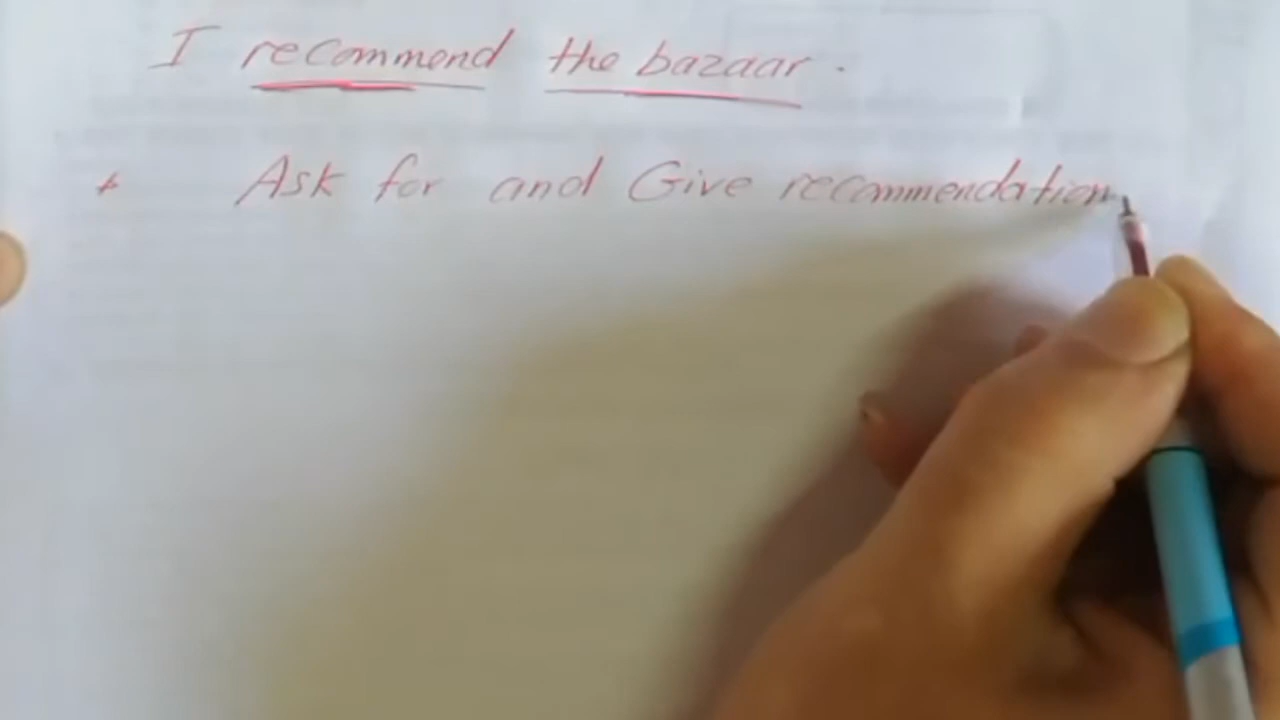 I recommend the bazaar.
* Ask for and Give recommendation